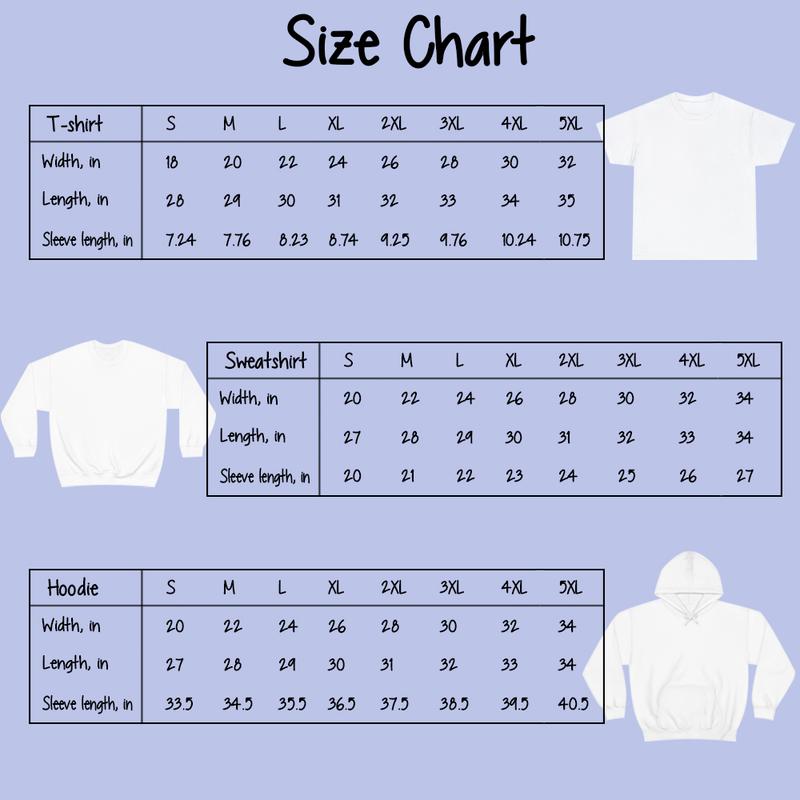 Size Chart
T-shirt S M L XL 2XL 3XL 4XL 5XL
Width, in 18 20 22 24 26 28 30 32
Length, in 28 29 30 31 32 33 34 35
Sleeve length, in 7.24 7.76 8.23 8.74 9.25 9.76 10.24 10.75
Sweatshirt S M L XL 2XL 3XL 4XL 5XL
Width, in 20 22 24 26 28 30 32 34
Length, in 27 28 29 30 31 32 33 34
Sleeve length, in 20 21 22 23 24 25 26 27
Hoodie S M L XL 2XL 3XL 4XL 5XL
Width, in 20 22 24 26 28 30 32 34
Length, in 27 28 29 30 31 32 33 34
Sleeve length, in 33.5 34.5 35.5 36.5 37.5 38.5 39.5 40.5